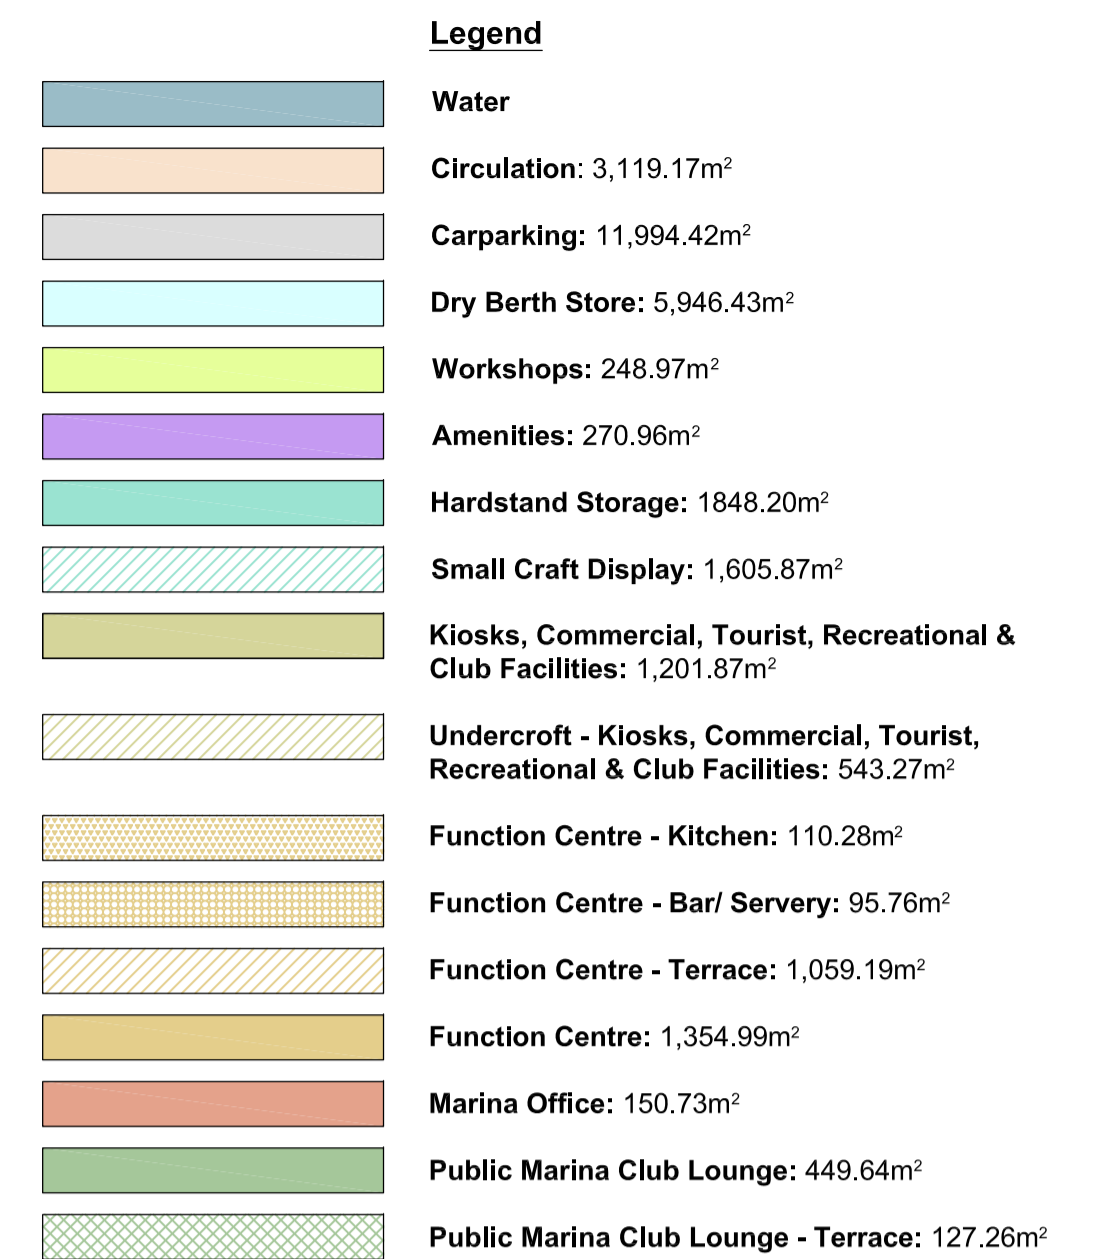 Legend
Water
Circulation: 3,119.17m²
Carparking: 11,994.42m²
Dry Berth Store: 5,946.43m²
Workshops: 248.97m²
Amenities: 270.96m²
Hardstand Storage: 1848.20m²
Small Craft Display: 1,605.87m²
Kiosks, Commercial, Tourist, Recreational &
Club Facilities: 1,201.87m²
Undercroft - Kiosks, Commercial, Tourist,
Recreational & Club Facilities: 543.27m²
Function Centre - Kitchen: 110.28m²
Function Centre - Bar/ Servery: 95.76m²
Function Centre - Terrace: 1,059.19m²
Function Centre: 1,354.99m²
Marina Office: 150.73m²
Public Marina Club Lounge: 449.64m²
Public Marina Club Lounge - Terrace: 127.26m²